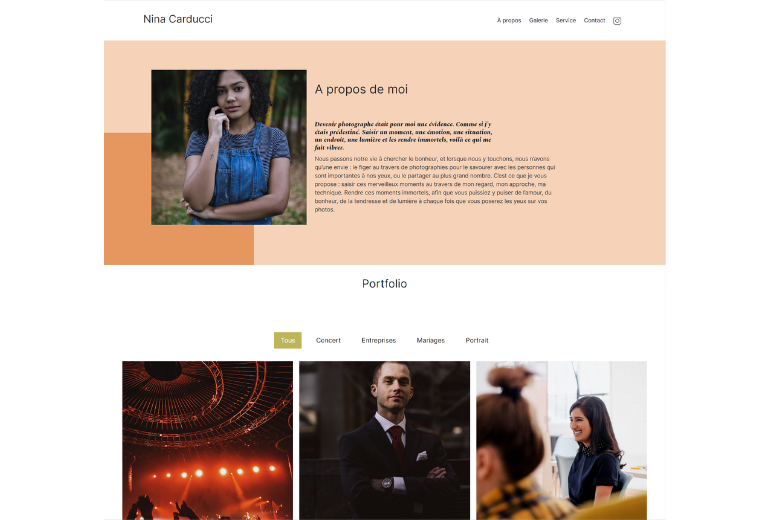 Nina Carducci
À propos Galerie Service Contact
A propos de moi
Devenir photographe était pour moi une évidence. Comme si j'y
étais prédestiné. Saisir un moment, une émotion, une situation,
un endroit, une lumière et les rendre immortels, voilà ce qui me
fait vibrer.
Nous passons notre vie à chercher le bonheur, et lorsque nous y touchons, nous n'avons
qu'une envie : le figer au travers de photographies pour le savourer avec les personnes qui
sont importantes à nos yeux, ou le partager au plus grand nombre. C'est ce que je vous
propose : saisir ces merveilleux moments au travers de mon regard, mon approche, ma
technique. Rendre ces moments immortels, afin que vous puissiez y puiser de l'amour, du
bonheur, de la tendresse et de lumière à chaque fois que vous poserez les yeux sur vos
photos.
Portfolio
Tous Concert Entreprises Mariages Portrait